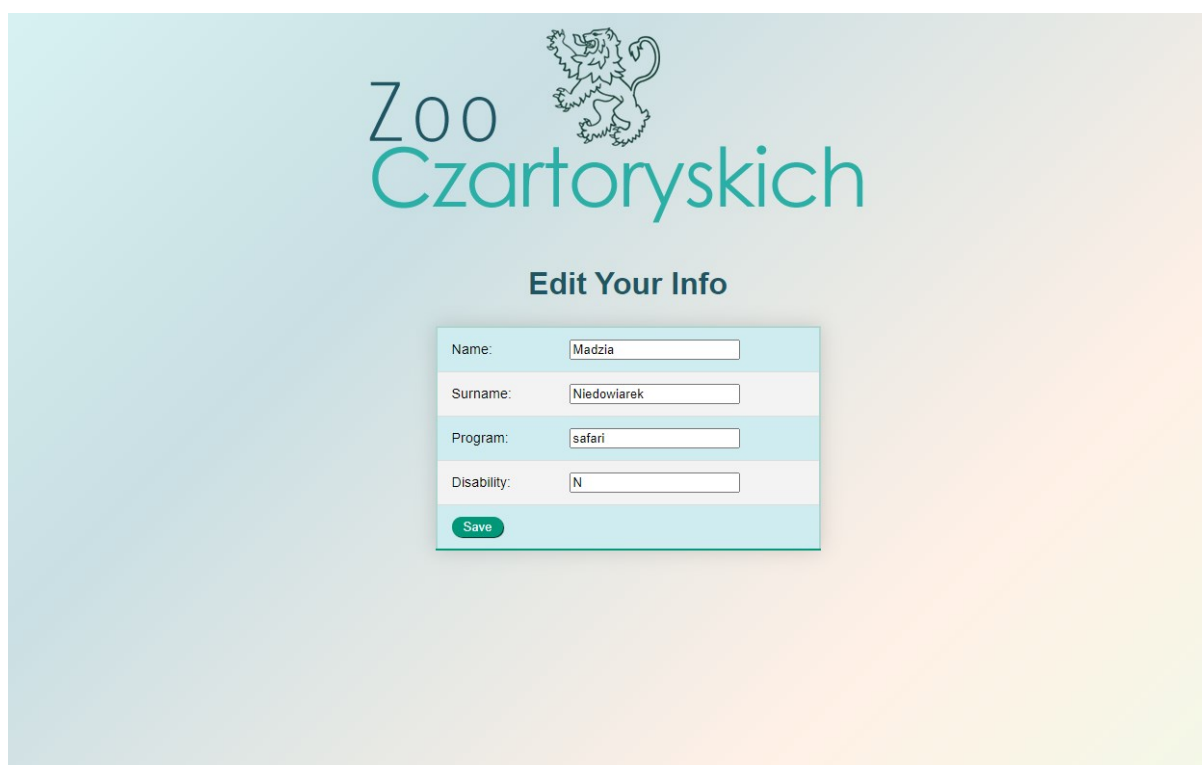 Zoo
Czartoryskich
Edit Your Info
Name: Madzia
Surname: Niedowiarek
Program: safari
Disability: N
Save